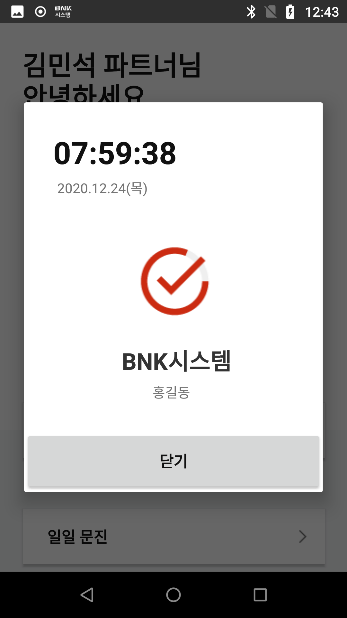 BNK
시스템
12:43
김민석 파트너님
안녕하세요
07:59:38
2020.12.24(목)
BNK시스템
홍길동
닫기
일일 문진